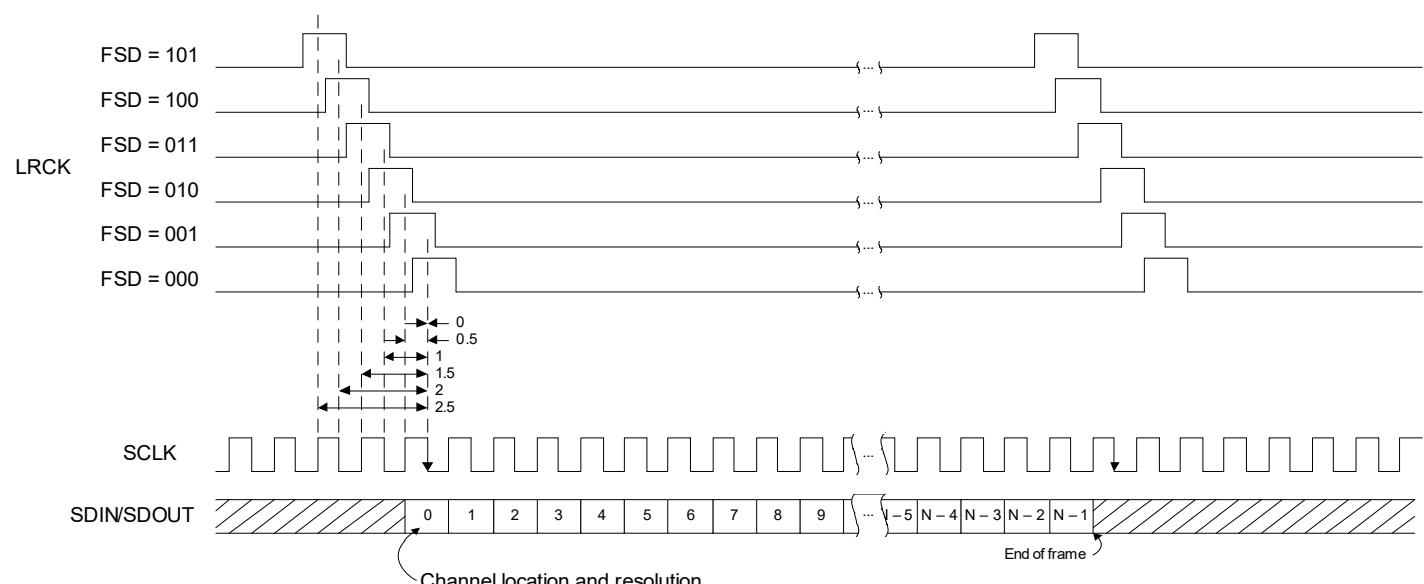 FSD = 101
...
FSD = 100
...
FSD = 011
...
LRCK
FSD = 010
...
FSD = 001
...
FSD = 000
...
0
0.5
1
1.5
2
2.5
SCLK
...
SDIN/SDOUT
0 1 2 3 4 5 6 7 8 9 ... N – 5 N – 4 N – 3 N – 2 N – 1
End of frame
Channel location and resolution